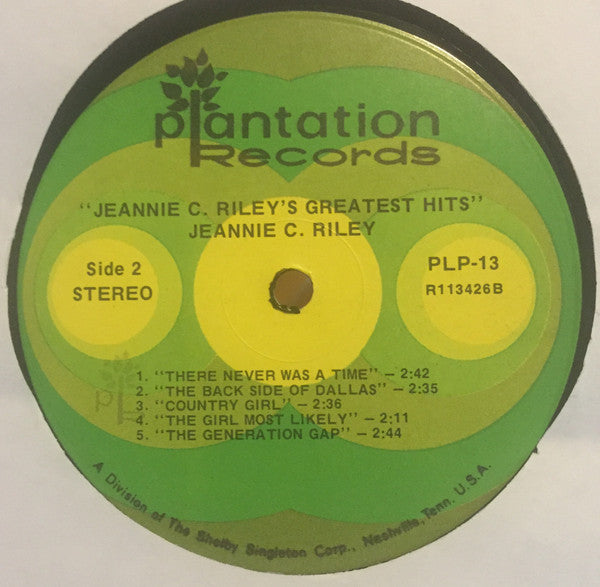 plantation
Records
"JEANNIE C. RILEY'S GREATEST HITS"
JEANNIE C. RILEY
Side 2
STEREO
PLP-13
R113426B
1. "THERE NEVER WAS A TIME" — 2:42
2. "THE BACK SIDE OF DALLAS" — 2:35
3. "COUNTRY GIRL" — 2:36
4. "THE GIRL MOST LIKELY" — 2:11
5. "THE GENERATION GAP" — 2:44
A Division of The Shelby Singleton Corp., Nashville, Tenn. U.S.A.